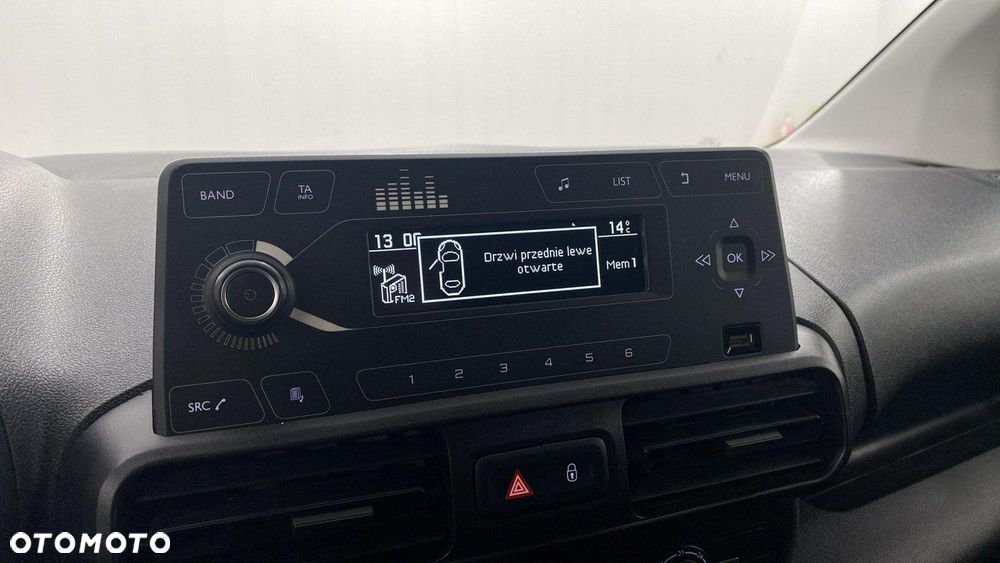 BAND
TA
INFO
LIST
MENU
13
14°C
Drzwi przednie lewe
otwarte
Mem 1
FM2
OK
1 2 3 4 5 6
SRC
OTOMOTO